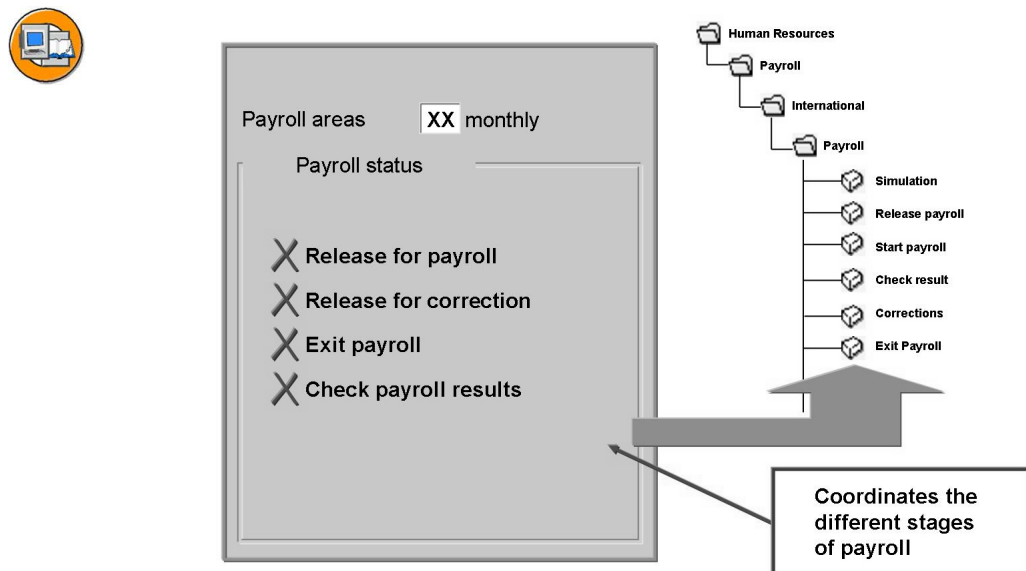 Payroll areas XX monthly
Payroll status
Release for payroll
Release for correction
Exit payroll
Check payroll results
Human Resources
Payroll
International
Payroll
Simulation
Release payroll
Start payroll
Check result
Corrections
Exit Payroll
Coordinates the
different stages
of payroll